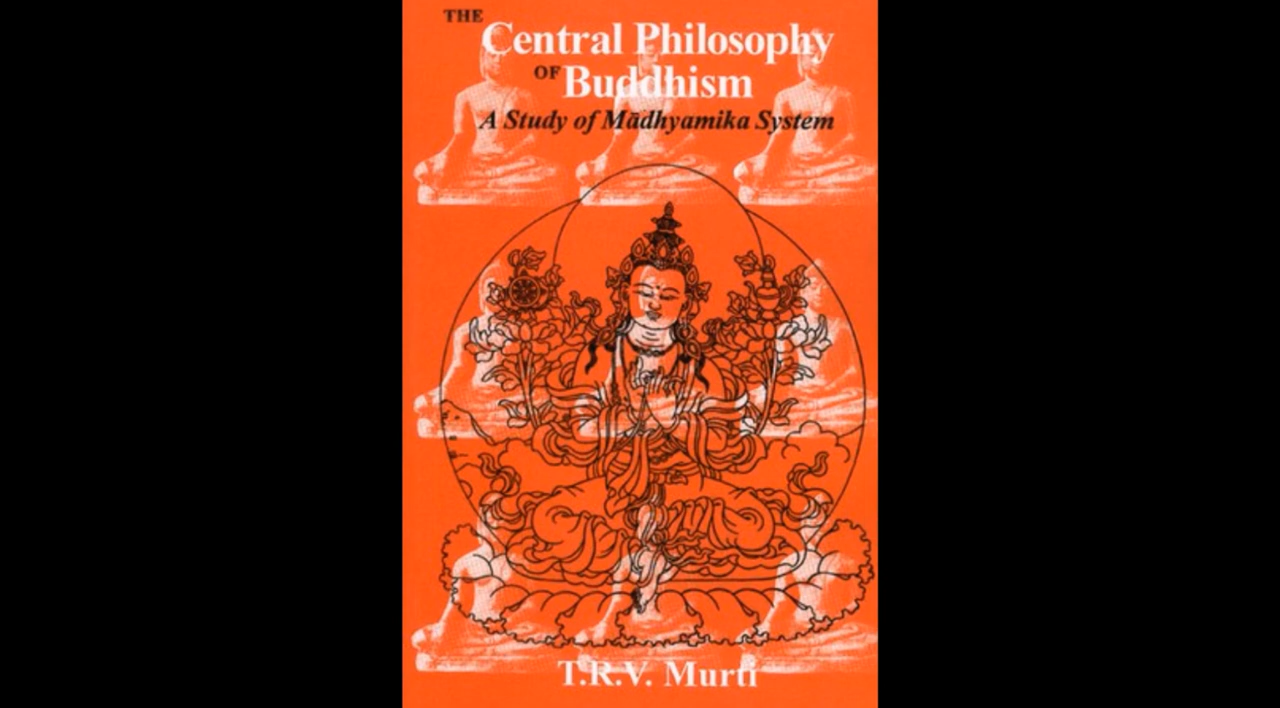 THE
Central Philosophy
OF Buddhism
A Study of Mādhyamika System
T.R.V. Murti